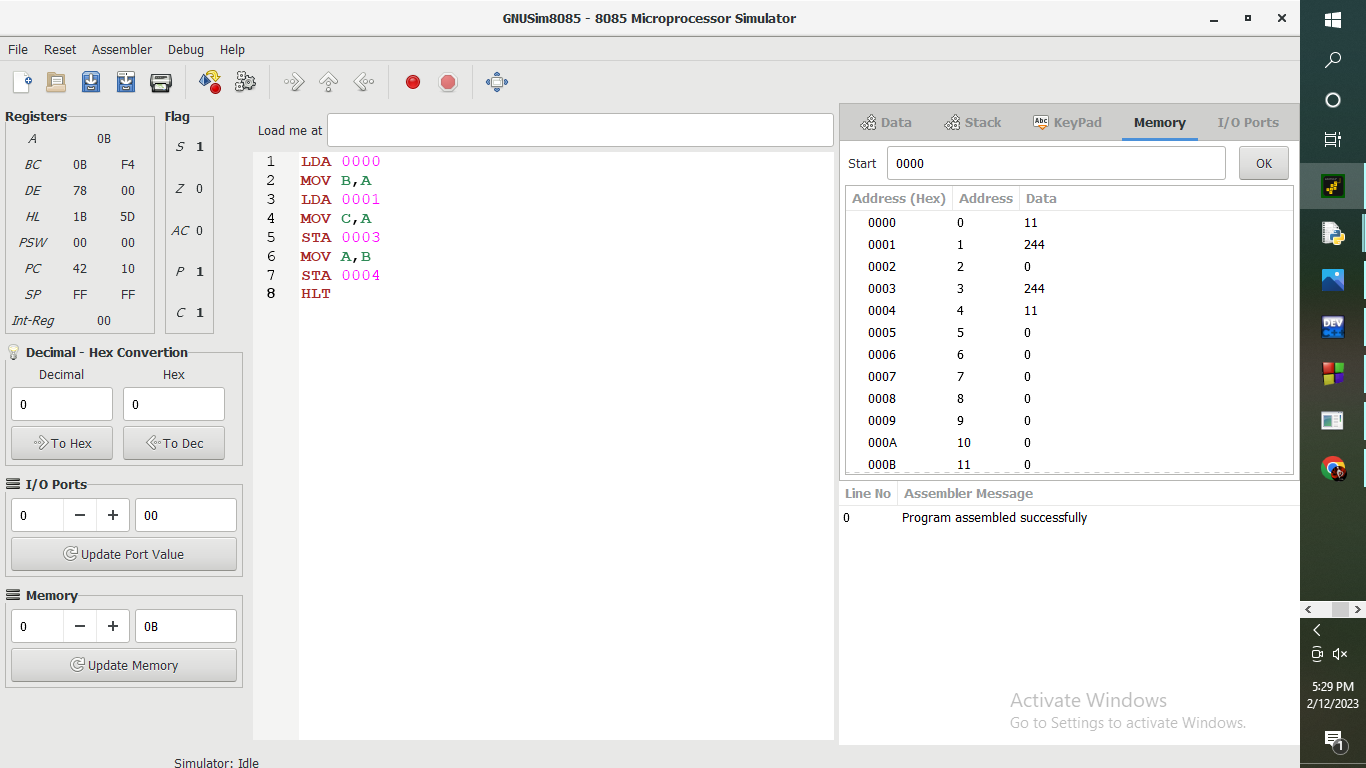 GNUSim8085 - 8085 Microprocessor Simulator
File Reset Assembler Debug Help
Registers
A 0B
BC 0B F4
DE 78 00
HL 1B 5D
PSW 00 00
PC 42 10
SP FF FF
Int-Reg 00
Flag
S 1
Z 0
AC 0
P 1
C 1
Decimal - Hex Convertion
Decimal Hex
0 0
To Hex To Dec
I/O Ports
0 − + 00
Update Port Value
Memory
0 − + 0B
Update Memory
Load me at
1 LDA 0000
2 MOV B,A
3 LDA 0001
4 MOV C,A
5 STA 0003
6 MOV A,B
7 STA 0004
8 HLT
Data Stack Abc KeyPad Memory I/O Ports
Start 0000 OK
Address (Hex) Address Data
0000 0 11
0001 1 244
0002 2 0
0003 3 244
0004 4 11
0005 5 0
0006 6 0
0007 7 0
0008 8 0
0009 9 0
000A 10 0
000B 11 0
Line No Assembler Message
0 Program assembled successfully
Activate Windows
Go to Settings to activate Windows.
Simulator: Idle
DEV
C++
5:29 PM
2/12/2023
1